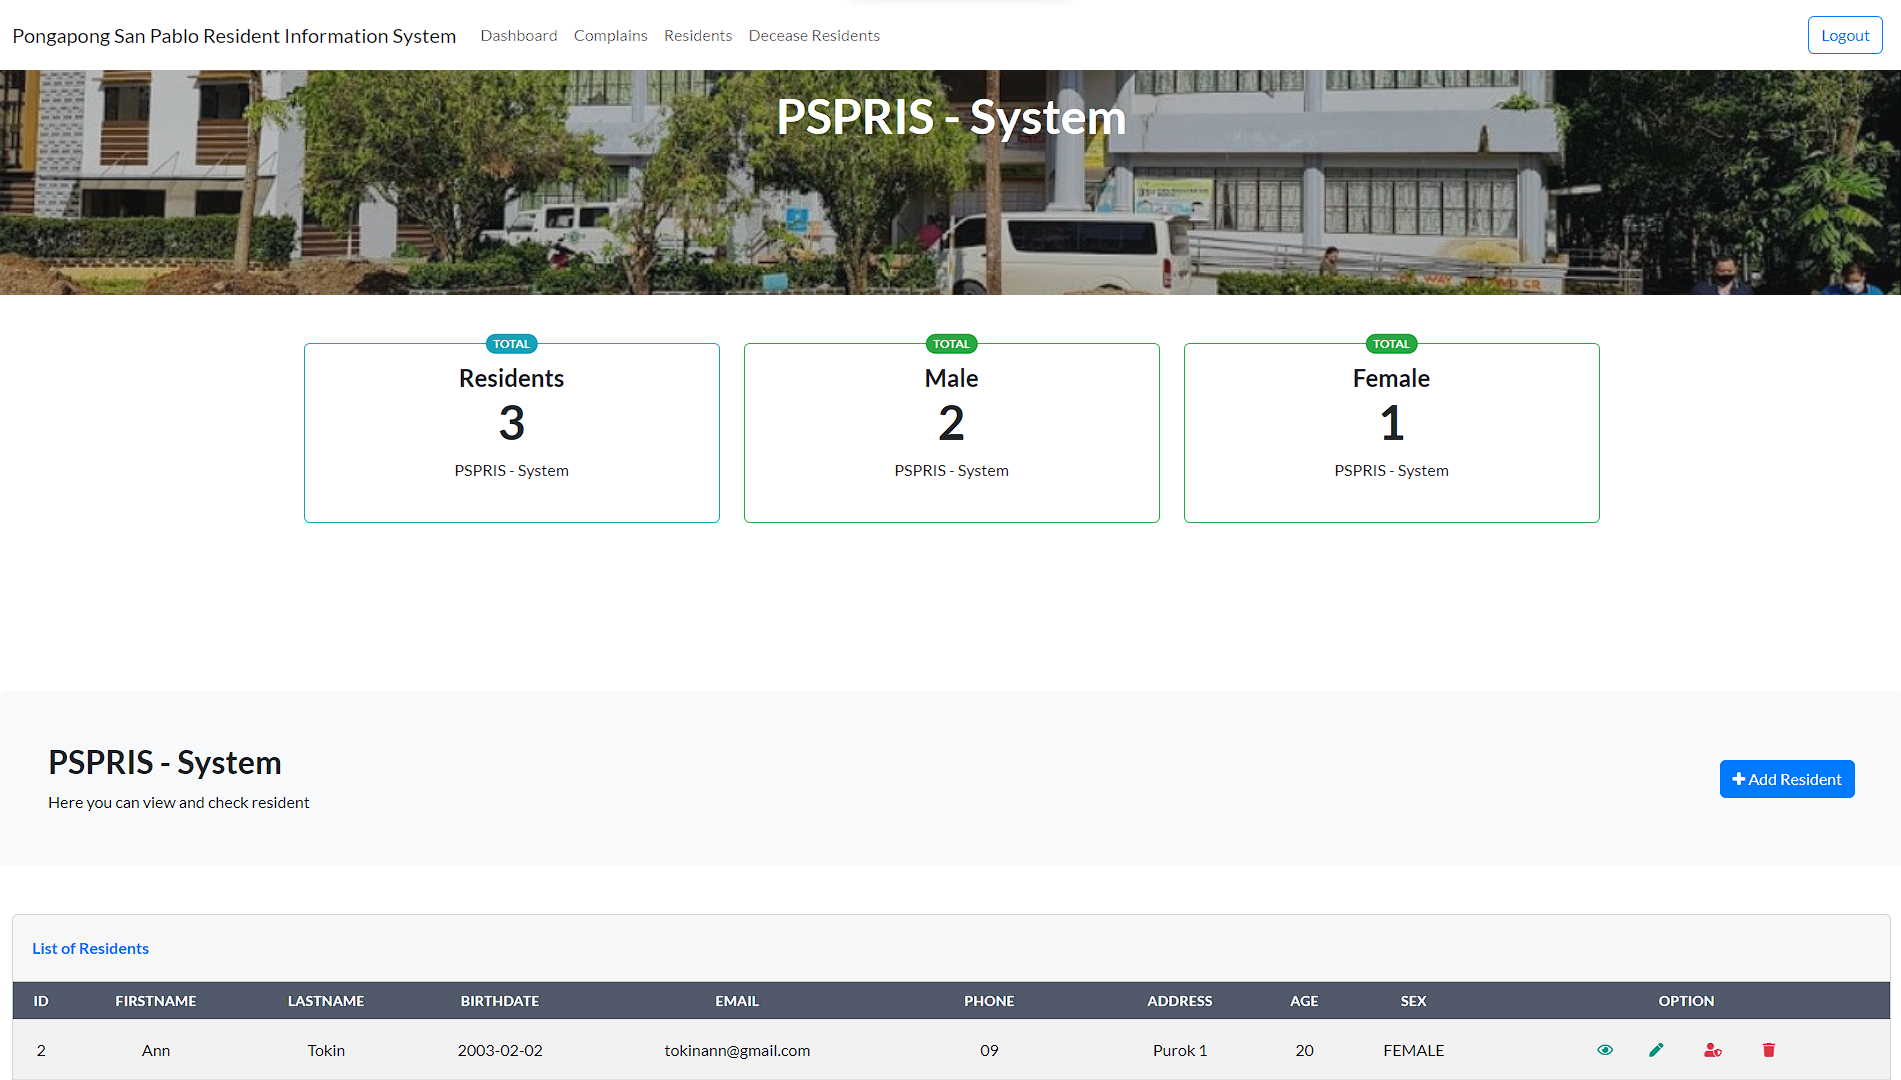 Pongapong San Pablo Resident Information System Dashboard Complains Residents Decease Residents Logout
PSPRIS - System
TOTAL TOTAL TOTAL
Residents Male Female
3 2 1
PSPRIS - System PSPRIS - System PSPRIS - System
PSPRIS - System
Here you can view and check resident
Add Resident
List of Residents
ID FIRSTNAME LASTNAME BIRTHDATE EMAIL PHONE ADDRESS AGE SEX OPTION
2 Ann Tokin 2003-02-02 tokinann@gmail.com 09 Purok 1 20 FEMALE